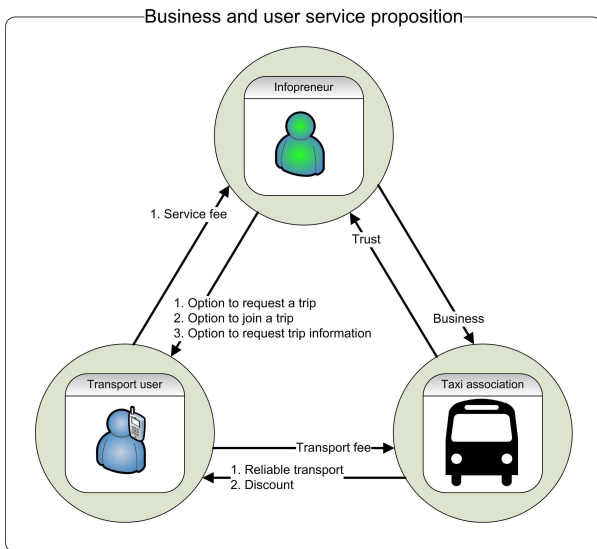 Business and user service proposition
Infopreneur
1. Service fee
Trust
1. Option to request a trip
2. Option to join a trip
3. Option to request trip information
Business
Transport user
Taxi association
Transport fee
1. Reliable transport
2. Discount